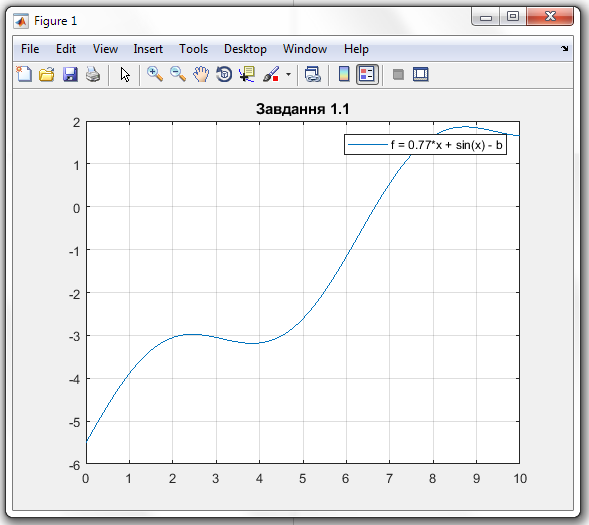 Figure 1
File Edit View Insert Tools Desktop Window Help
Завдання 1.1
f = 0.77*x + sin(x) - b
2
1
0
-1
-2
-3
-4
-5
-6
0 1 2 3 4 5 6 7 8 9 10